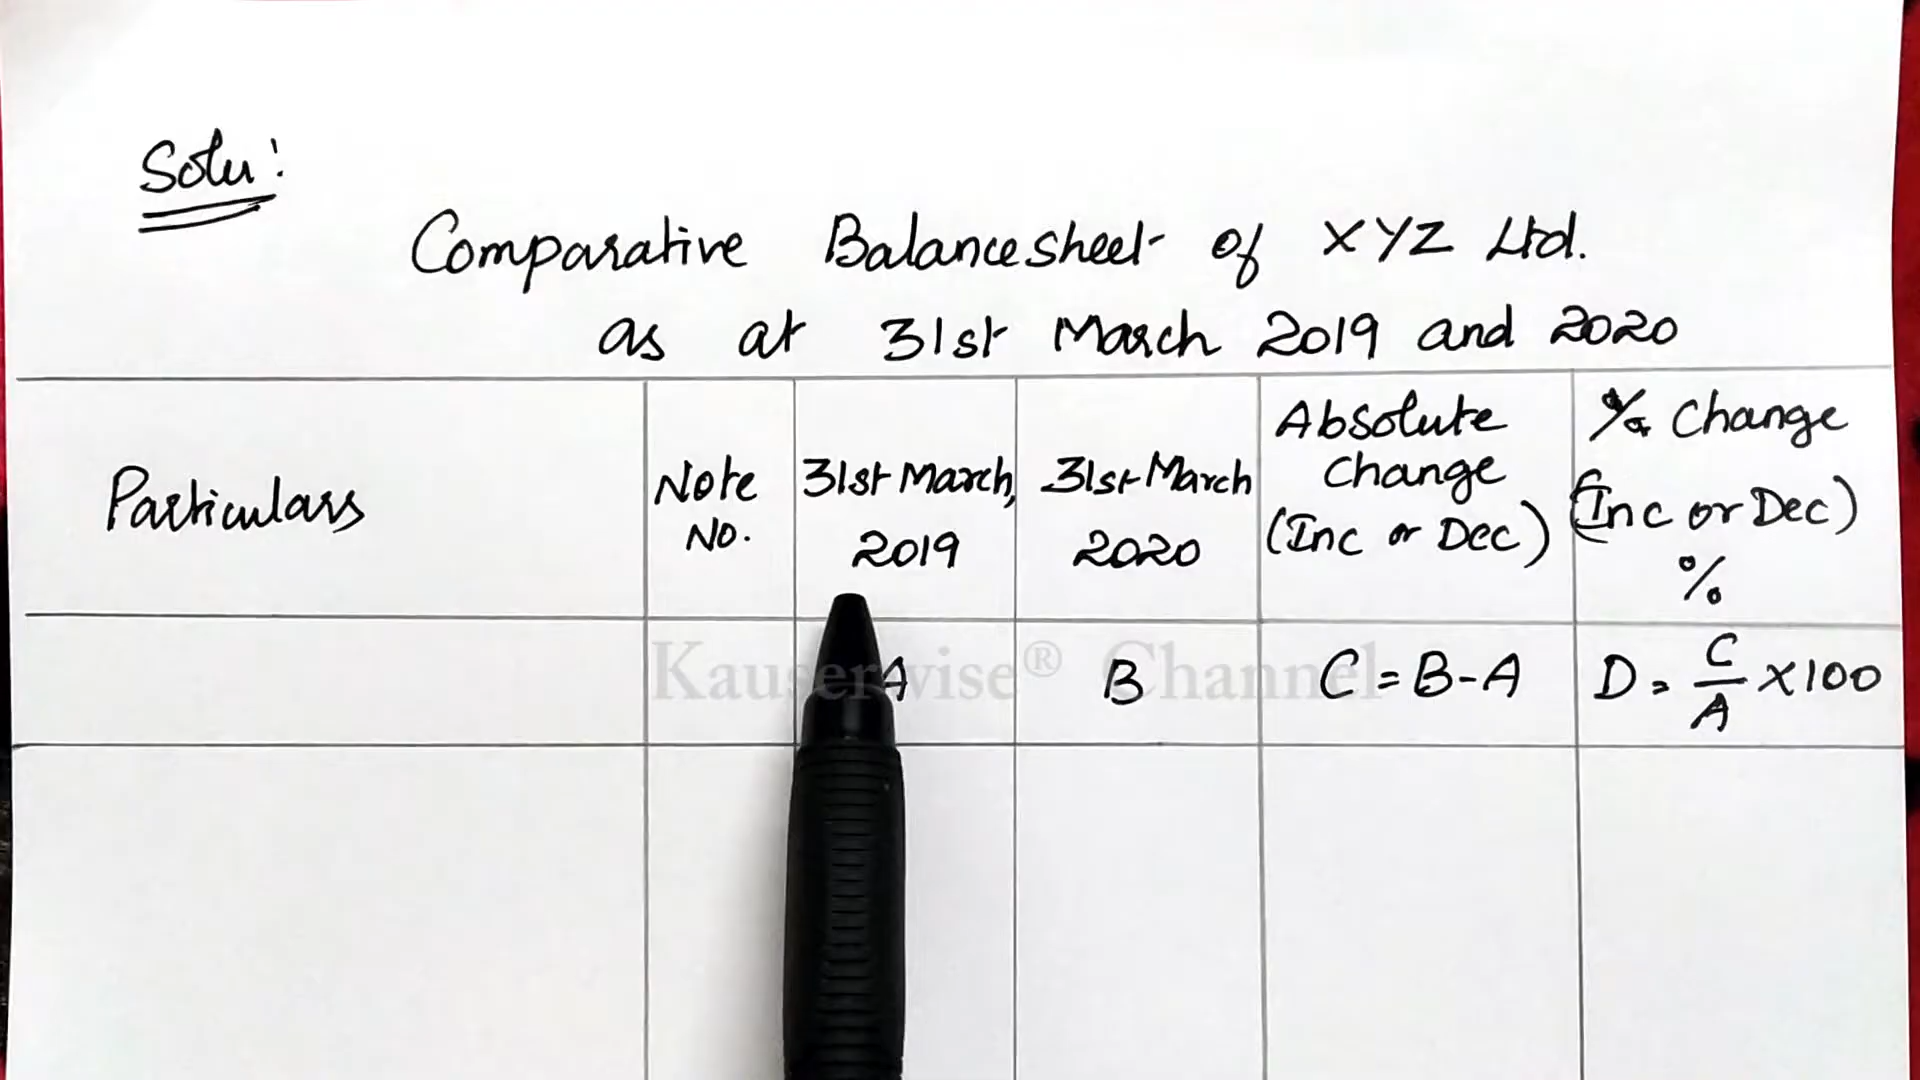 Solu:
Comparative Balancesheet of XYZ Ltd.
as at 31st March 2019 and 2020
Particulars
Note
No.
31st March,
2019
31st March
2020
Absolute
Change
(Inc or Dec)
% Change
(Inc or Dec)
%
A
B
C = B - A
D = C/A × 100
Kauserwise® Channel